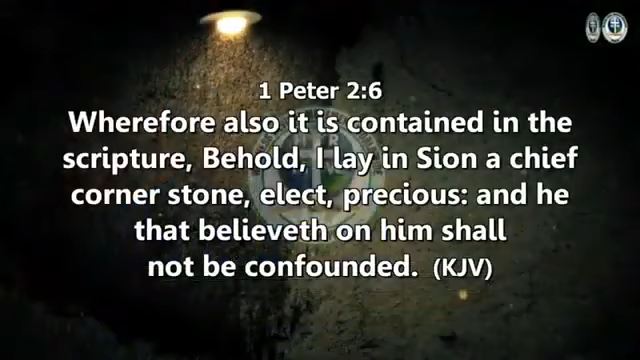 1 Peter 2:6
Wherefore also it is contained in the
scripture, Behold, I lay in Sion a chief
corner stone, elect, precious: and he
that believeth on him shall
not be confounded. (KJV)